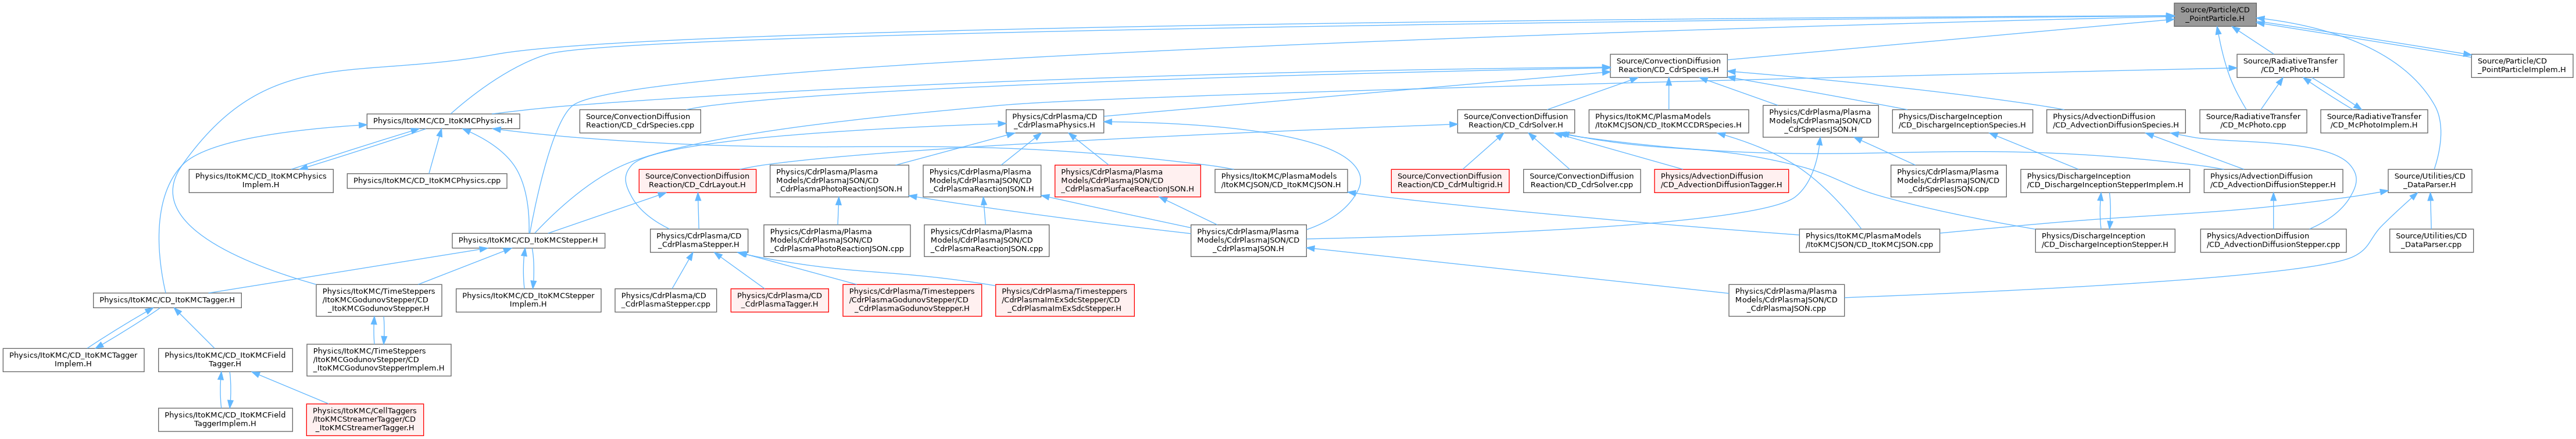 Source/Particle/CD
_PointParticle.H
Source/ConvectionDiffusion
Reaction/CD_CdrSpecies.H
Source/RadiativeTransfer
/CD_McPhoto.H
Source/Particle/CD
_PointParticleImplem.H
Physics/ItoKMC/CD_ItoKMCPhysics.H
Source/ConvectionDiffusion
Reaction/CD_CdrSpecies.cpp
Physics/CdrPlasma/CD
_CdrPlasmaPhysics.H
Source/ConvectionDiffusion
Reaction/CD_CdrSolver.H
Physics/ItoKMC/PlasmaModels
/ItoKMCJSON/CD_ItoKMCCDRSpecies.H
Physics/CdrPlasma/Plasma
Models/CdrPlasmaJSON/CD
_CdrSpeciesJSON.H
Physics/DischargeInception
/CD_DischargeInceptionSpecies.H
Physics/AdvectionDiffusion
/CD_AdvectionDiffusionSpecies.H
Source/RadiativeTransfer
/CD_McPhoto.cpp
Source/RadiativeTransfer
/CD_McPhotoImplem.H
Physics/ItoKMC/CD_ItoKMCPhysics
Implem.H
Physics/ItoKMC/CD_ItoKMCPhysics.cpp
Source/ConvectionDiffusion
Reaction/CD_CdrLayout.H
Physics/CdrPlasma/Plasma
Models/CdrPlasmaJSON/CD
_CdrPlasmaPhotoReactionJSON.H
Physics/CdrPlasma/Plasma
Models/CdrPlasmaJSON/CD
_CdrPlasmaReactionJSON.H
Physics/CdrPlasma/Plasma
Models/CdrPlasmaJSON/CD
_CdrPlasmaSurfaceReactionJSON.H
Physics/ItoKMC/PlasmaModels
/ItoKMCJSON/CD_ItoKMCJSON.H
Source/ConvectionDiffusion
Reaction/CD_CdrMultigrid.H
Source/ConvectionDiffusion
Reaction/CD_CdrSolver.cpp
Physics/AdvectionDiffusion
/CD_AdvectionDiffusionTagger.H
Physics/CdrPlasma/Plasma
Models/CdrPlasmaJSON/CD
_CdrSpeciesJSON.cpp
Physics/DischargeInception
/CD_DischargeInceptionStepperImplem.H
Physics/AdvectionDiffusion
/CD_AdvectionDiffusionStepper.H
Source/Utilities/CD
_DataParser.H
Physics/ItoKMC/CD_ItoKMCStepper.H
Physics/CdrPlasma/CD
_CdrPlasmaStepper.H
Physics/CdrPlasma/Plasma
Models/CdrPlasmaJSON/CD
_CdrPlasmaPhotoReactionJSON.cpp
Physics/CdrPlasma/Plasma
Models/CdrPlasmaJSON/CD
_CdrPlasmaReactionJSON.cpp
Physics/CdrPlasma/Plasma
Models/CdrPlasmaJSON/CD
_CdrPlasmaJSON.H
Physics/ItoKMC/PlasmaModels
/ItoKMCJSON/CD_ItoKMCJSON.cpp
Physics/DischargeInception
/CD_DischargeInceptionStepper.H
Physics/AdvectionDiffusion
/CD_AdvectionDiffusionStepper.cpp
Source/Utilities/CD
_DataParser.cpp
Physics/ItoKMC/CD_ItoKMCTagger.H
Physics/ItoKMC/TimeSteppers
/ItoKMCGodunovStepper/CD
_ItoKMCGodunovStepper.H
Physics/ItoKMC/CD_ItoKMCStepper
Implem.H
Physics/CdrPlasma/CD
_CdrPlasmaStepper.cpp
Physics/CdrPlasma/CD
_CdrPlasmaTagger.H
Physics/CdrPlasma/Timesteppers
/CdrPlasmaGodunovStepper/CD
_CdrPlasmaGodunovStepper.H
Physics/CdrPlasma/Timesteppers
/CdrPlasmaImExSdcStepper/CD
_CdrPlasmaImExSdcStepper.H
Physics/CdrPlasma/Plasma
Models/CdrPlasmaJSON/CD
_CdrPlasmaJSON.cpp
Physics/ItoKMC/CD_ItoKMCTagger
Implem.H
Physics/ItoKMC/CD_ItoKMCField
Tagger.H
Physics/ItoKMC/TimeSteppers
/ItoKMCGodunovStepper/CD
_ItoKMCGodunovStepperImplem.H
Physics/ItoKMC/CD_ItoKMCField
TaggerImplem.H
Physics/ItoKMC/CellTaggers
/ItoKMCStreamerTagger/CD
_ItoKMCStreamerTagger.H